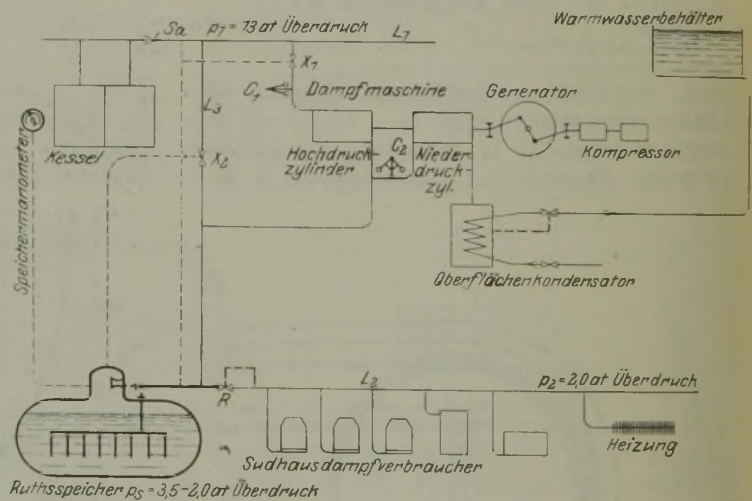 Warmwasserbehälter
Sa p₁ = 13 at Überdruck L₁
X₁
C₁ Dampfmaschine Generator
L₃
Kessel
Hochdruck-
zylinder
C₂
Nieder-
druck-
zyl.
Kompressor
X₂
Speichermanometer
Oberflächenkondensator
R L₂ p₂ = 2,0 at Überdruck
Sudhausdampfverbraucher
Heizung
Ruthsspeicher pₛ = 3,5-2,0 at Überdruck